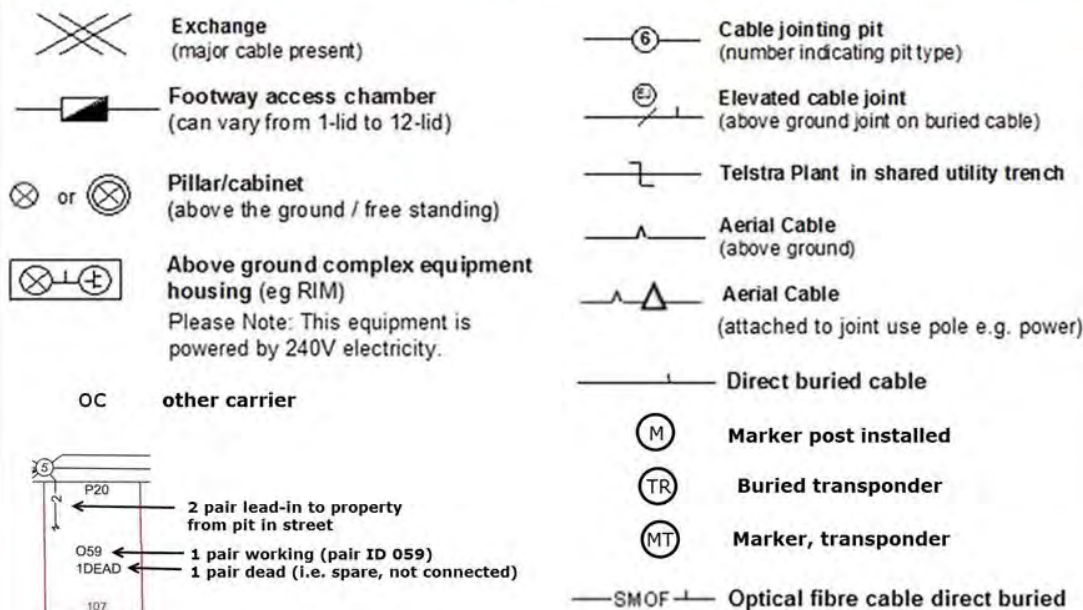 Exchange
(major cable present)
Footway access chamber
(can vary from 1-lid to 12-lid)
or
Pillar/cabinet
(above the ground / free standing)
Above ground complex equipment
housing (eg RIM)
Please Note: This equipment is
powered by 240V electricity.
OC
other carrier
5
P20
2
2 pair lead-in to property
from pit in street
O59
1 pair working (pair ID 059)
1DEAD
1 pair dead (i.e. spare, not connected)
107
6
Cable jointing pit
(number indicating pit type)
EJ
Elevated cable joint
(above ground joint on buried cable)
Telstra Plant in shared utility trench
Aerial Cable
(above ground)
Aerial Cable
(attached to joint use pole e.g. power)
Direct buried cable
M
Marker post installed
TR
Buried transponder
MT
Marker, transponder
SMOF
Optical fibre cable direct buried